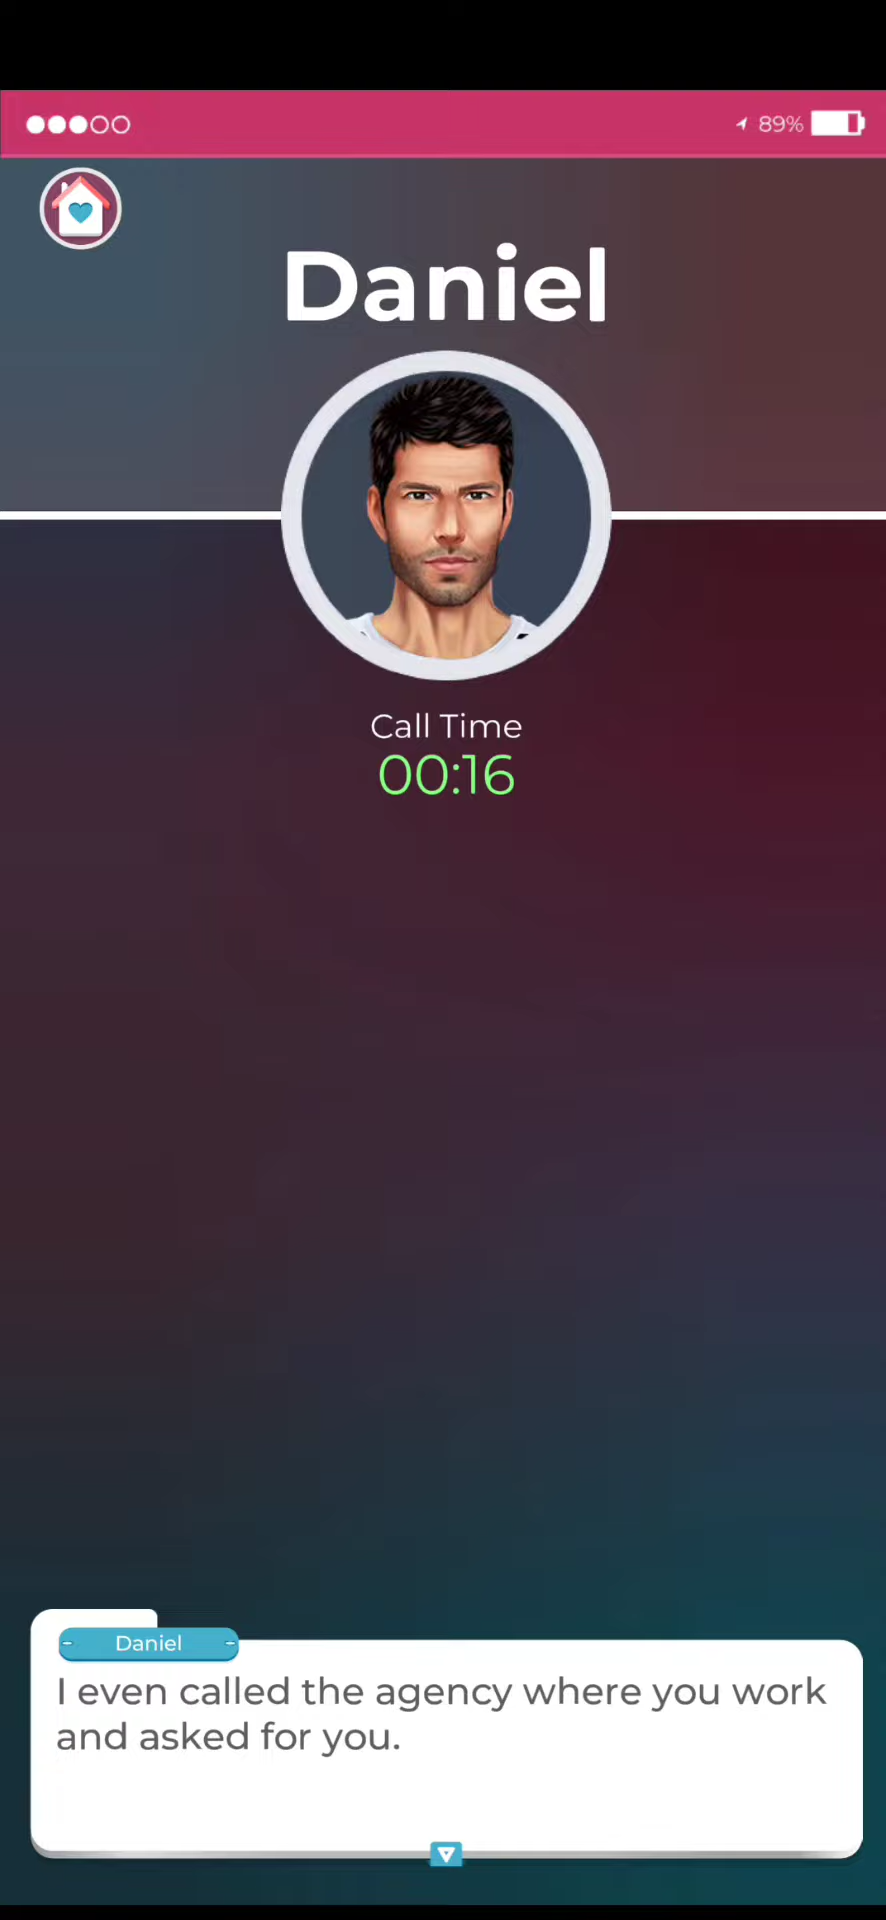 89%
Daniel
Call Time
00:16
Daniel
I even called the agency where you work
and asked for you.